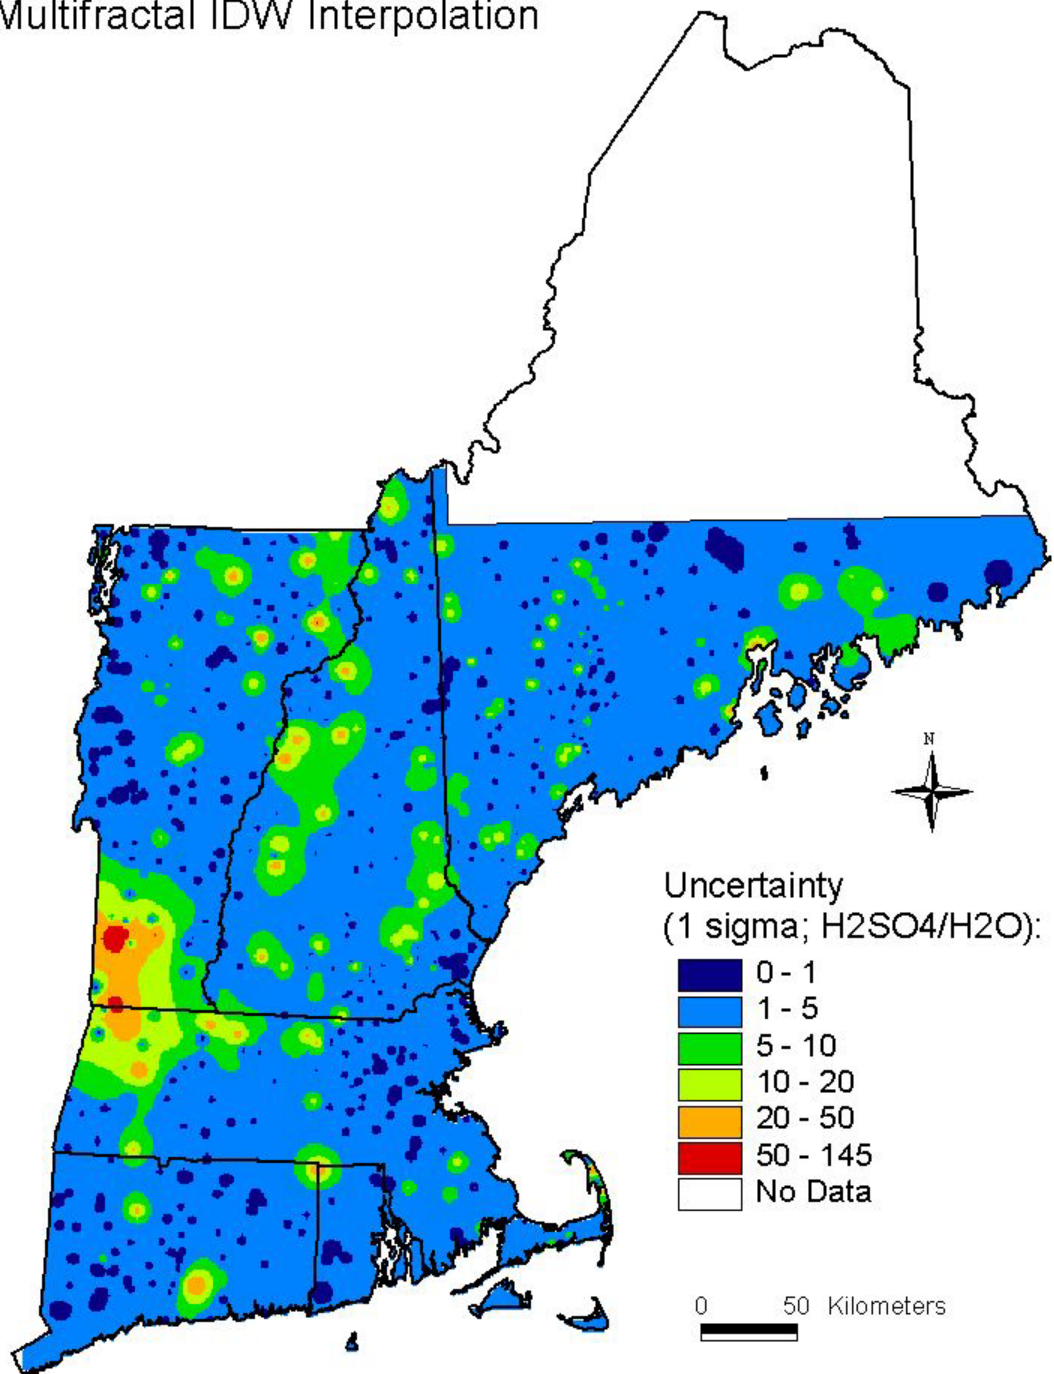 Multifractal IDW Interpolation
N
Uncertainty
(1 sigma; H2SO4/H2O):
0 - 1
1 - 5
5 - 10
10 - 20
20 - 50
50 - 145
No Data
0 50 Kilometers